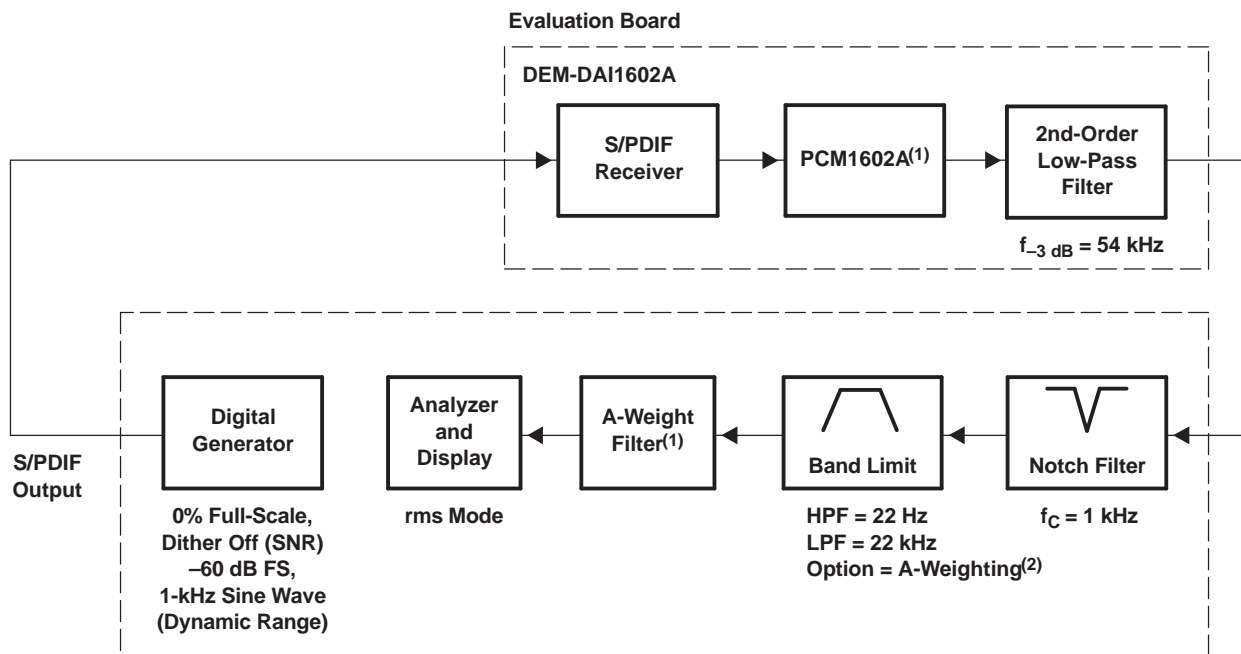 Evaluation Board
DEM-DAI1602A
S/PDIF
Receiver
PCM1602A(1)
2nd-Order
Low-Pass
Filter
f–3 dB = 54 kHz
S/PDIF
Output
Digital
Generator
0% Full-Scale,
Dither Off (SNR)
–60 dB FS,
1-kHz Sine Wave
(Dynamic Range)
Analyzer
and
Display
rms Mode
A-Weight
Filter(1)
Band Limit
HPF = 22 Hz
LPF = 22 kHz
Option = A-Weighting(2)
Notch Filter
fC = 1 kHz